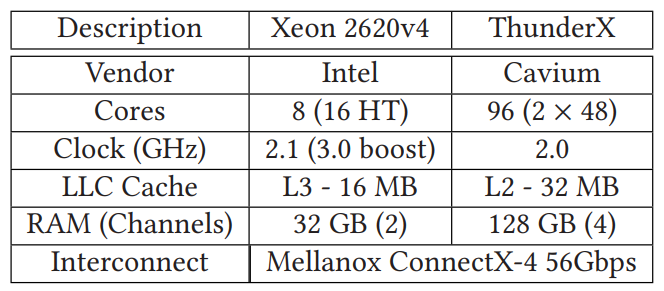 Description Xeon 2620v4 ThunderX
Vendor Intel Cavium
Cores 8 (16 HT) 96 (2 × 48)
Clock (GHz) 2.1 (3.0 boost) 2.0
LLC Cache L3 - 16 MB L2 - 32 MB
RAM (Channels) 32 GB (2) 128 GB (4)
Interconnect Mellanox ConnectX-4 56Gbps